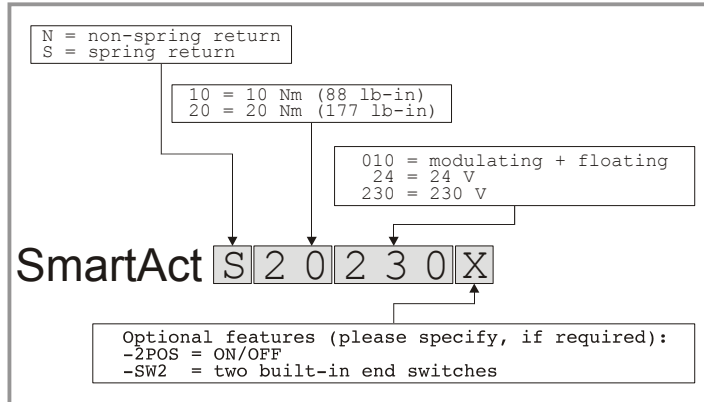 N = non-spring return
S = spring return
10 = 10 Nm (88 lb-in)
20 = 20 Nm (177 lb-in)
010 = modulating + floating
24 = 24 V
230 = 230 V
SmartAct S 2 0 2 3 0 X
Optional features (please specify, if required):
-2POS = ON/OFF
-SW2 = two built-in end switches